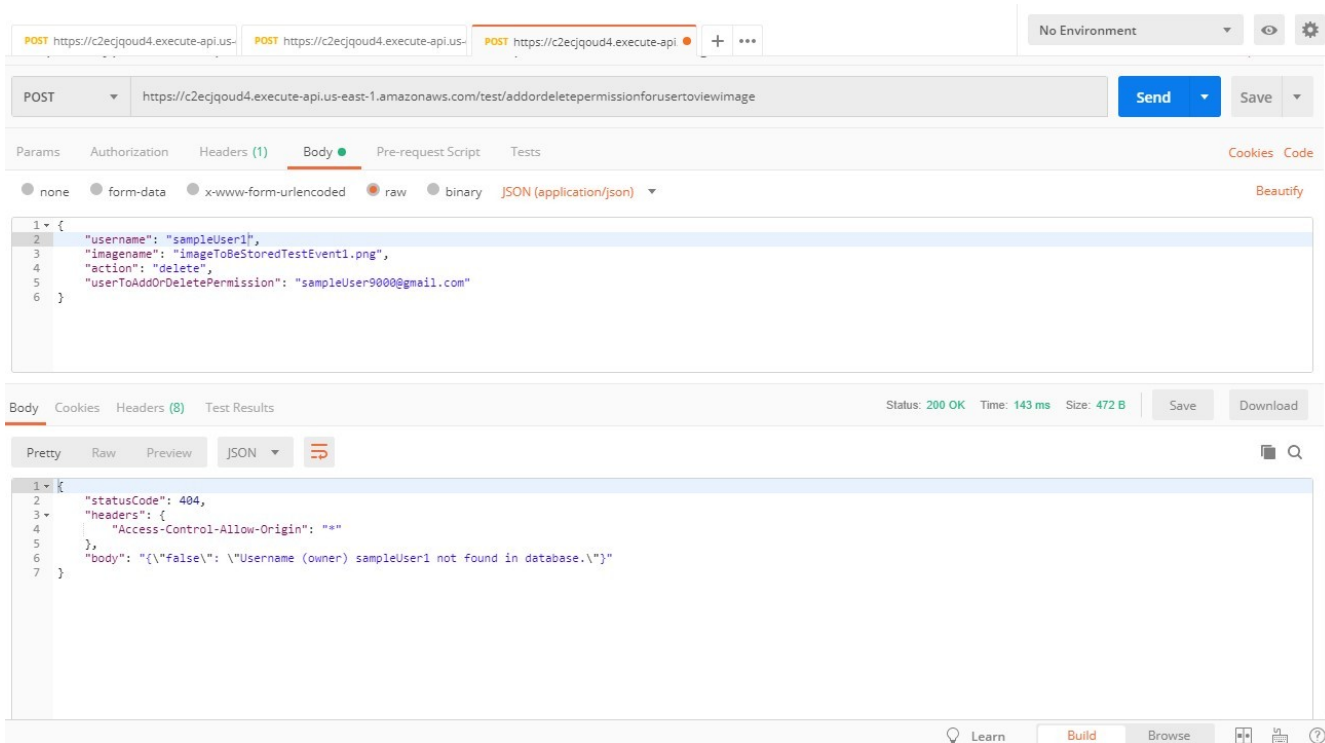 POST https://c2ecjqoud4.execute-api.us- POST https://c2ecjqoud4.execute-api.us- POST https://c2ecjqoud4.execute-api + •••
No Environment
POST https://c2ecjqoud4.execute-api.us-east-1.amazonaws.com/test/addordeletepermissionforusertoviewimage Send Save
Params Authorization Headers (1) Body Pre-request Script Tests Cookies Code
none form-data x-www-form-urlencoded raw binary JSON (application/json) Beautify
1 {
2 "username": "sampleUser1",
3 "imagename": "imageToBeStoredTestEvent1.png",
4 "action": "delete",
5 "userToAddOrDeletePermission": "sampleUser9000@gmail.com"
6 }
Body Cookies Headers (8) Test Results Status: 200 OK Time: 143 ms Size: 472 B Save Download
Pretty Raw Preview JSON
1 {
2 "statusCode": 404,
3 "headers": {
4 "Access-Control-Allow-Origin": "*"
5 },
6 "body": "{\"false\": \"Username (owner) sampleUser1 not found in database.\"}"
7 }
Learn Build Browse